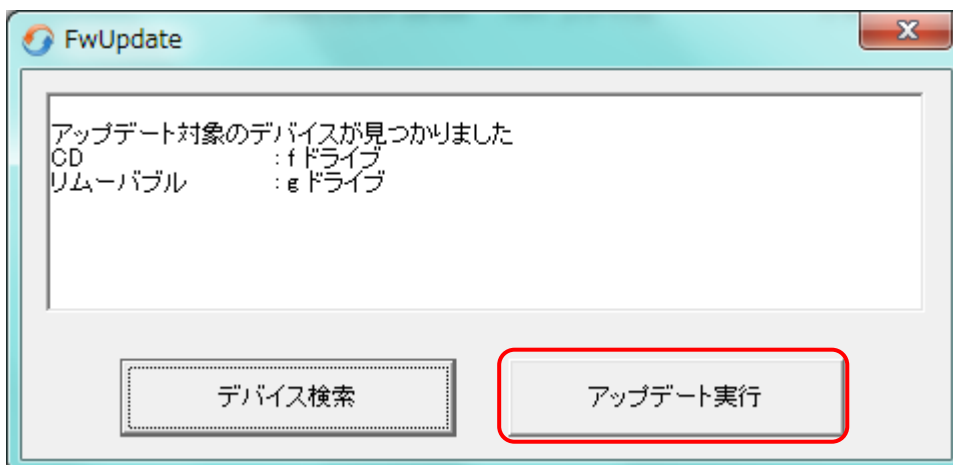 FwUpdate
アップデート対象のデバイスが見つかりました
CD :f ドライブ
リムーバブル :g ドライブ
デバイス検索
アップデート実行